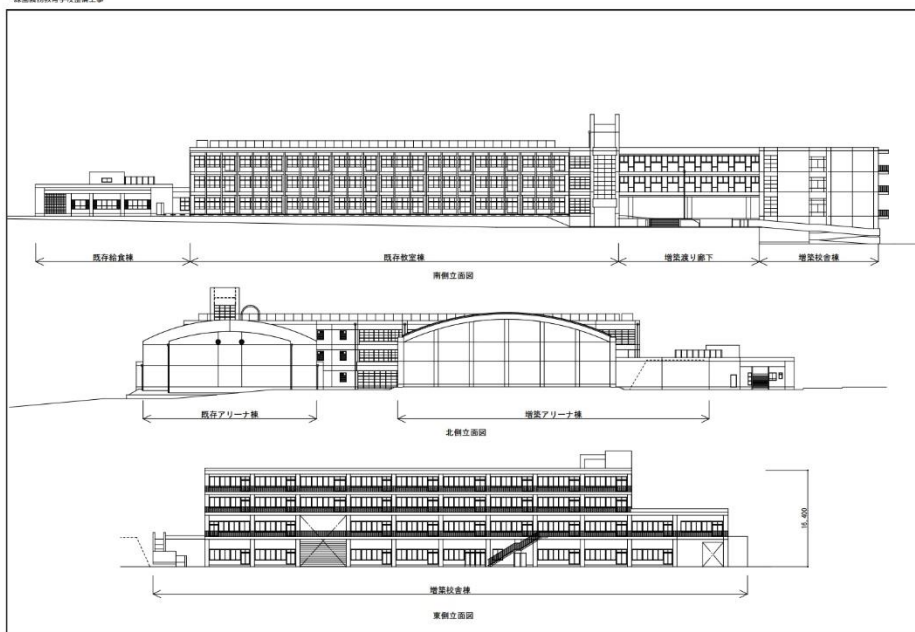 既存給食棟
既存教室棟
増築渡り廊下
増築校舎棟
南側立面図
既存アリーナ棟
増築アリーナ棟
北側立面図
15,400
増築校舎棟
東側立面図